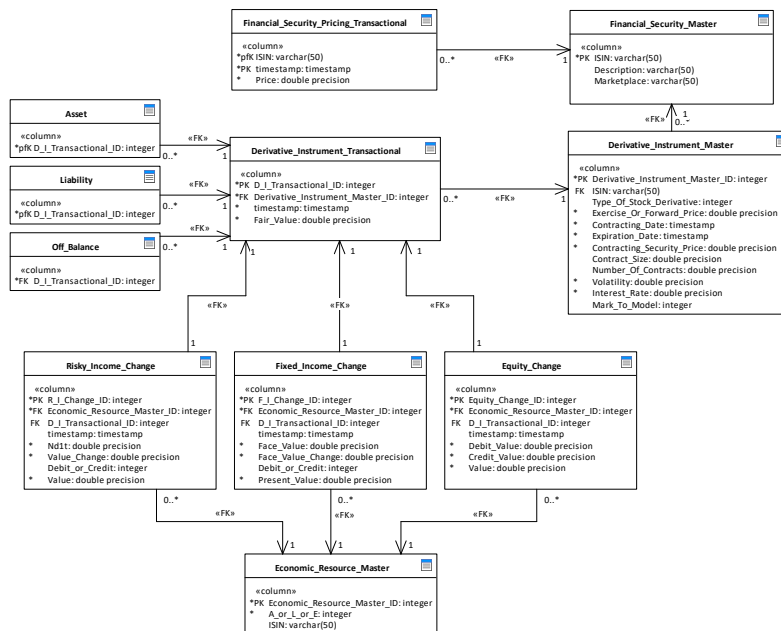 Financial_Security_Pricing_Transactional
«column»
*pfK ISIN: varchar(50)
*PK timestamp: timestamp
* Price: double precision
0..*
«FK»
1
Financial_Security_Master
«column»
*PK ISIN: varchar(50)
Description: varchar(50)
Marketplace: varchar(50)
«FK»
1
0..*
Asset
«column»
*pfK D_I_Transactional_ID: integer
«FK»
0..*
1
Liability
«column»
*pfK D_I_Transactional_ID: integer
«FK»
0..*
1
Off_Balance
«column»
*FK D_I_Transactional_ID: integer
«FK»
0..*
1
Derivative_Instrument_Transactional
«column»
*PK D_I_Transactional_ID: integer
*FK Derivative_Instrument_Master_ID: integer
* timestamp: timestamp
* Fair_Value: double precision
0..*
«FK»
1
Derivative_Instrument_Master
«column»
*PK Derivative_Instrument_Master_ID: integer
FK ISIN: varchar(50)
Type_Of_Stock_Derivative: integer
* Exercise_Or_Forward_Price: double precision
* Contracting_Date: timestamp
* Expiration_Date: timestamp
* Contracting_Security_Price: double precision
Contract_Size: double precision
Number_Of_Contracts: double precision
* Volatility: double precision
* Interest_Rate: double precision
Mark_To_Model: integer
1
1
1
«FK»
«FK»
«FK»
1
1
1
Risky_Income_Change
«column»
*PK R_I_Change_ID: integer
*FK Economic_Resource_Master_ID: integer
FK D_I_Transactional_ID: integer
timestamp: timestamp
* Nd1t: double precision
* Value_Change: double precision
Debit_or_Credit: integer
* Value: double precision
Fixed_Income_Change
«column»
*PK F_I_Change_ID: integer
*FK Economic_Resource_Master_ID: integer
FK D_I_Transactional_ID: integer
timestamp: timestamp
* Face_Value: double precision
* Face_Value_Change: double precision
Debit_or_Credit: integer
* Present_Value: double precision
Equity_Change
«column»
*PK Equity_Change_ID: integer
*FK Economic_Resource_Master_ID: integer
FK D_I_Transactional_ID: integer
timestamp: timestamp
* Debit_Value: double precision
* Credit_Value: double precision
* Value: double precision
0..*
0..*
0..*
«FK»
«FK»
«FK»
1
1
1
Economic_Resource_Master
«column»
*PK Economic_Resource_Master_ID: integer
* A_or_L_or_E: integer
ISIN: varchar(50)